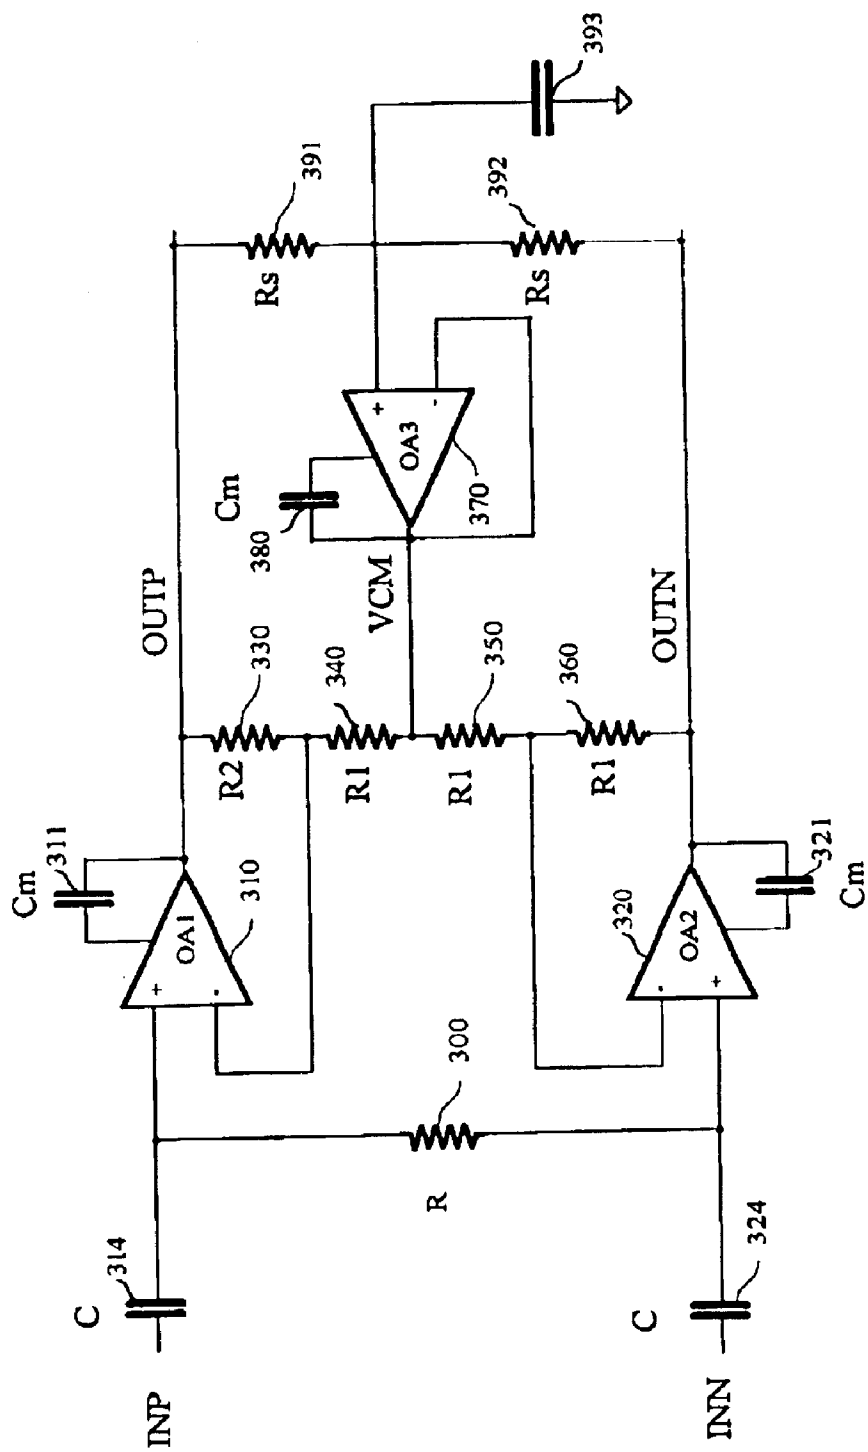 INP
INN
C
314
C
324
R
300
+
-
OA1
310
Cm
311
-
+
OA2
320
Cm
321
OUTP
OUTN
R2
330
R1
340
R1
350
R1
360
VCM
Cm
380
OA3
+
-
370
Rs
391
Rs
392
393